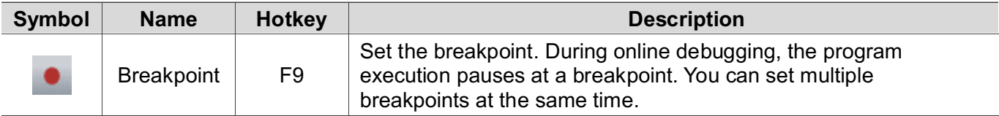 Symbol Name Hotkey Description
Breakpoint F9 Set the breakpoint. During online debugging, the program
execution pauses at a breakpoint. You can set multiple
breakpoints at the same time.